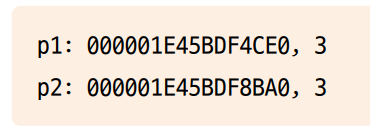 p1: 000001E45BDF4CE0, 3
p2: 000001E45BDF8BA0, 3